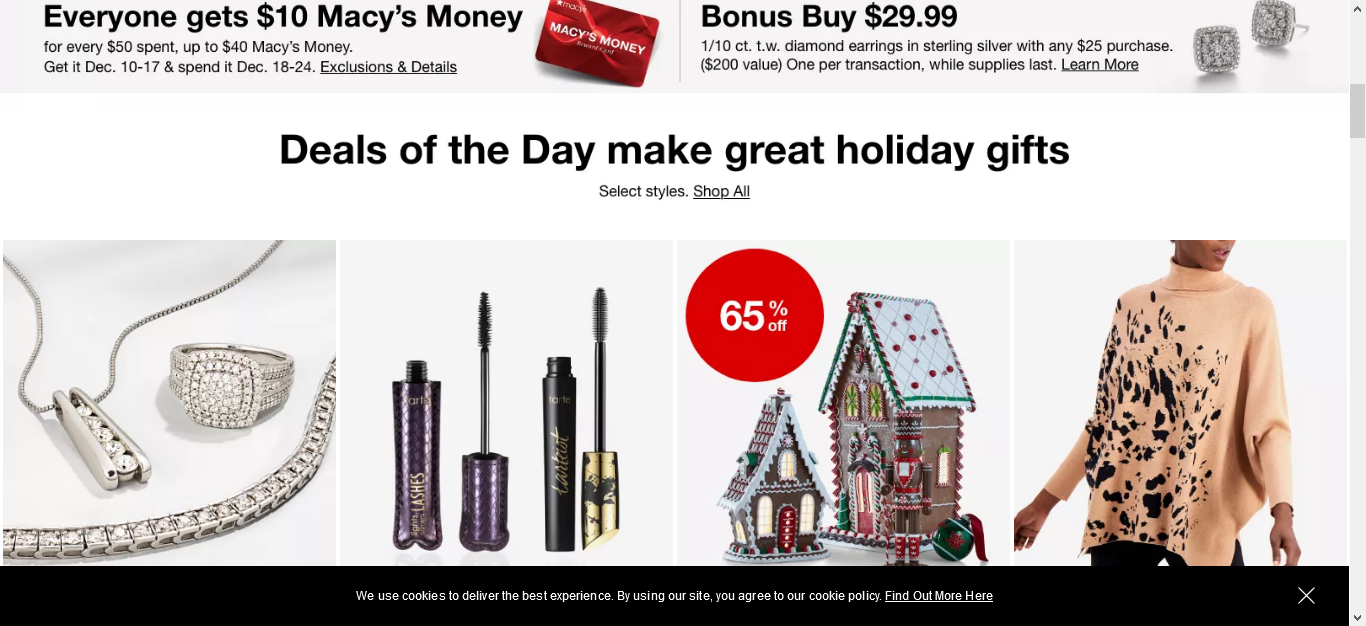 Everyone gets $10 Macy's Money
for every $50 spent, up to $40 Macy's Money.
Get it Dec. 10-17 & spend it Dec. 18-24. Exclusions & Details
★macys
MACY'S MONEY
Reward Card
Bonus Buy $29.99
1/10 ct. t.w. diamond earrings in sterling silver with any $25 purchase.
($200 value) One per transaction, while supplies last. Learn More
Deals of the Day make great holiday gifts
Select styles. Shop All
tarte
LASHES
tarte
tarteist
65% off
We use cookies to deliver the best experience. By using our site, you agree to our cookie policy. Find Out More Here